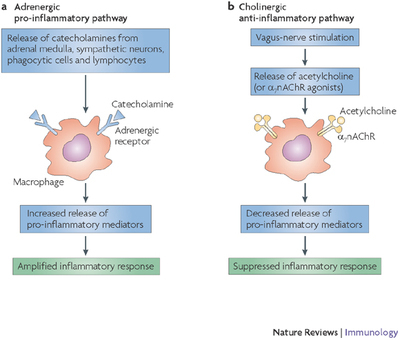 a Adrenergic
pro-inflammatory pathway
Release of catecholamines from
adrenal medulla, sympathetic neurons,
phagocytic cells and lymphocytes
Catecholamine
Adrenergic
receptor
Macrophage
Increased release of
pro-inflammatory mediators
Amplified inflammatory response
b Cholinergic
anti-inflammatory pathway
Vagus-nerve stimulation
Release of acetylcholine
(or α₇nAChR agonists)
Acetylcholine
α₇nAChR
Decreased release of
pro-inflammatory mediators
Suppressed inflammatory response
Nature Reviews | Immunology